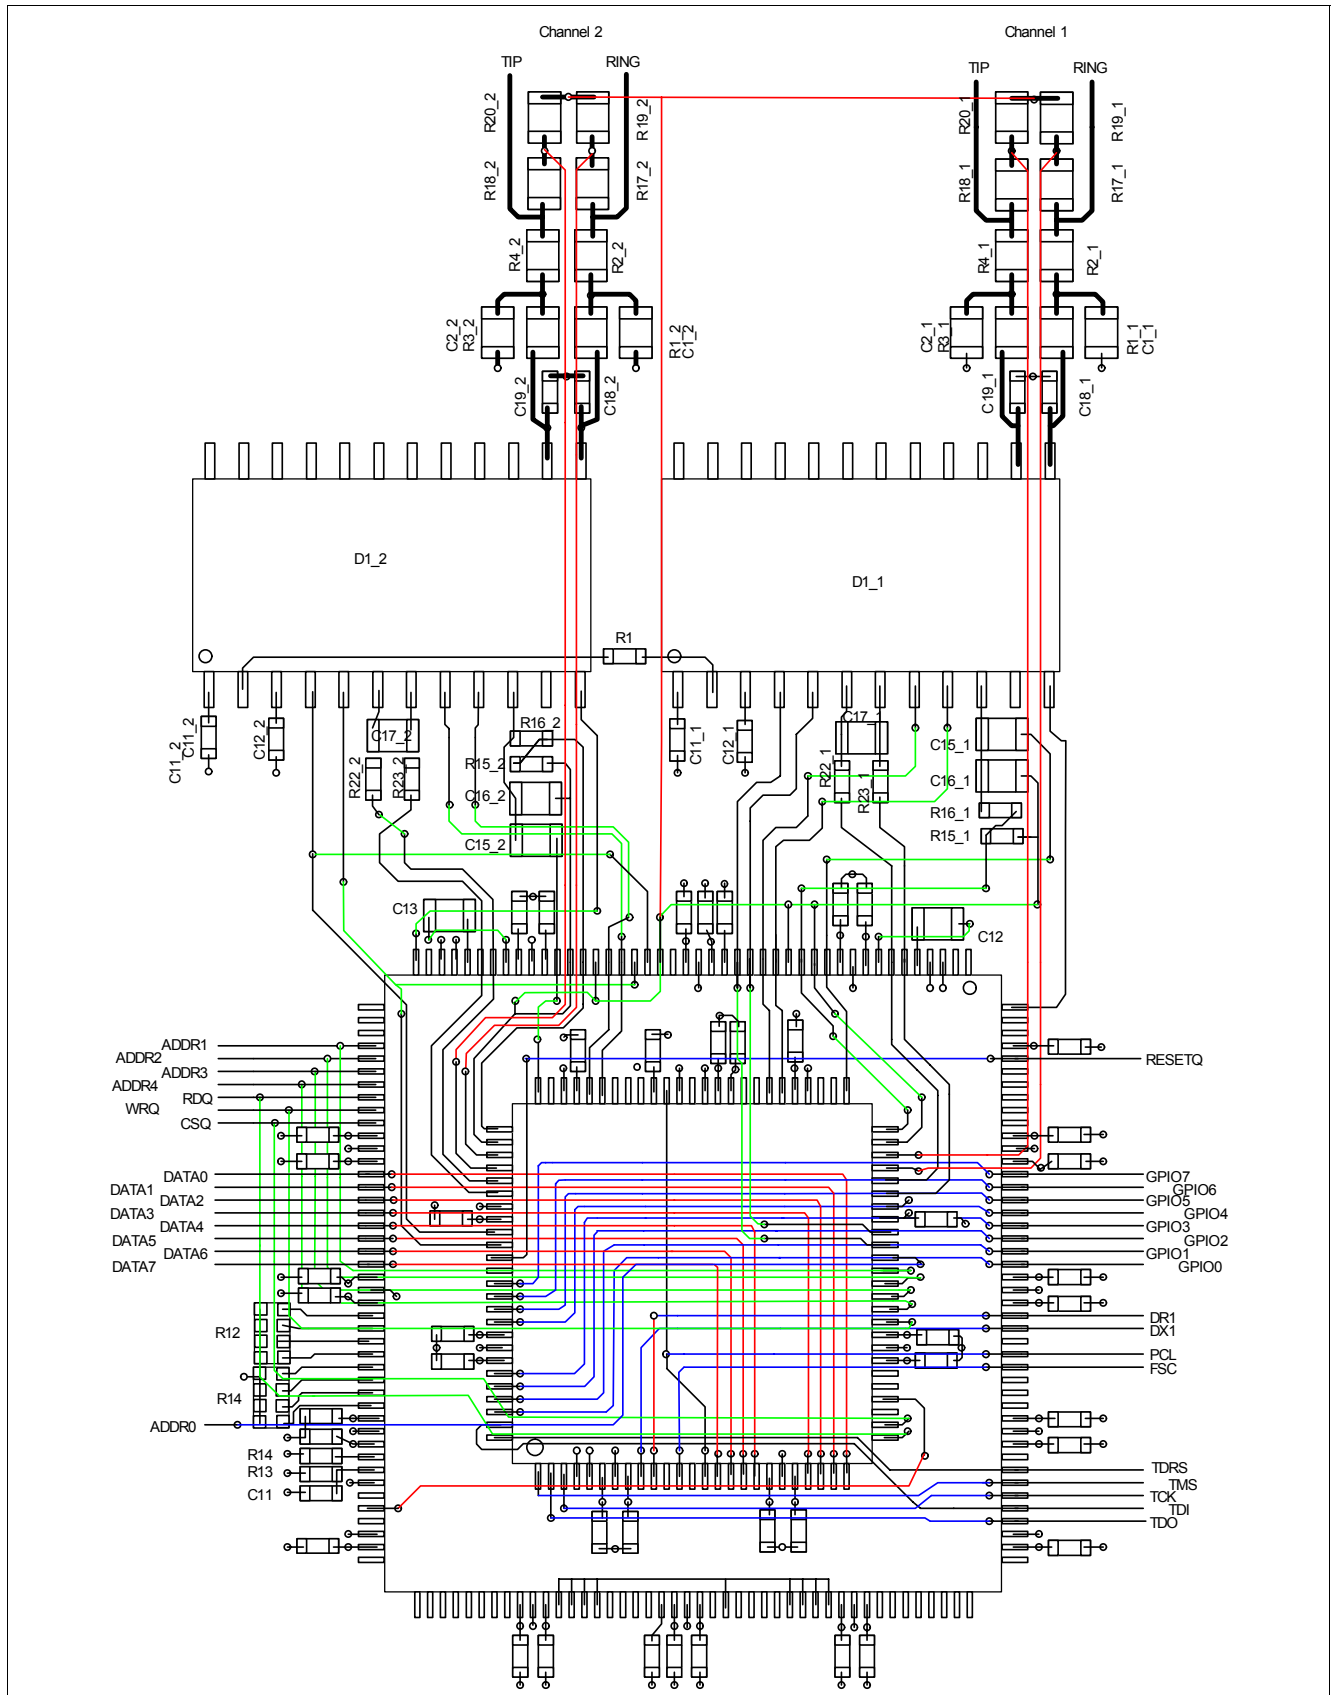 Channel 2
Channel 1
TIP
RING
TIP
RING
R20_2
R19_2
R20_1
R19_1
R18_2
R17_2
R18_1
R17_1
R4_2
R2_2
R4_1
R2_1
C2_2
R3_2
R1_2
C1_2
C2_1
R3_1
R1_1
C1_1
C19_2
C18_2
C19_1
C18_1
D1_2
D1_1
R1
C11_2
C11_2
C12_2
C17_2
R16_2
C11_1
C12_1
C17_1
C15_1
R22_2
R23_2
R15_2
C16_2
R22_1
R23_1
C16_1
R16_1
C15_2
R15_1
C13
C12
ADDR1
ADDR2
ADDR3
ADDR4
RDQ
WRQ
CSQ
RESETQ
DATA0
DATA1
DATA2
DATA3
DATA4
DATA5
DATA6
DATA7
GPIO7
GPIO6
GPIO5
GPIO4
GPIO3
GPIO2
GPIO1
GPIO0
R12
DR1
DX1
PCL
FSC
R14
ADDR0
R14
R13
C11
TDRS
TMS
TCK
TDI
TDO